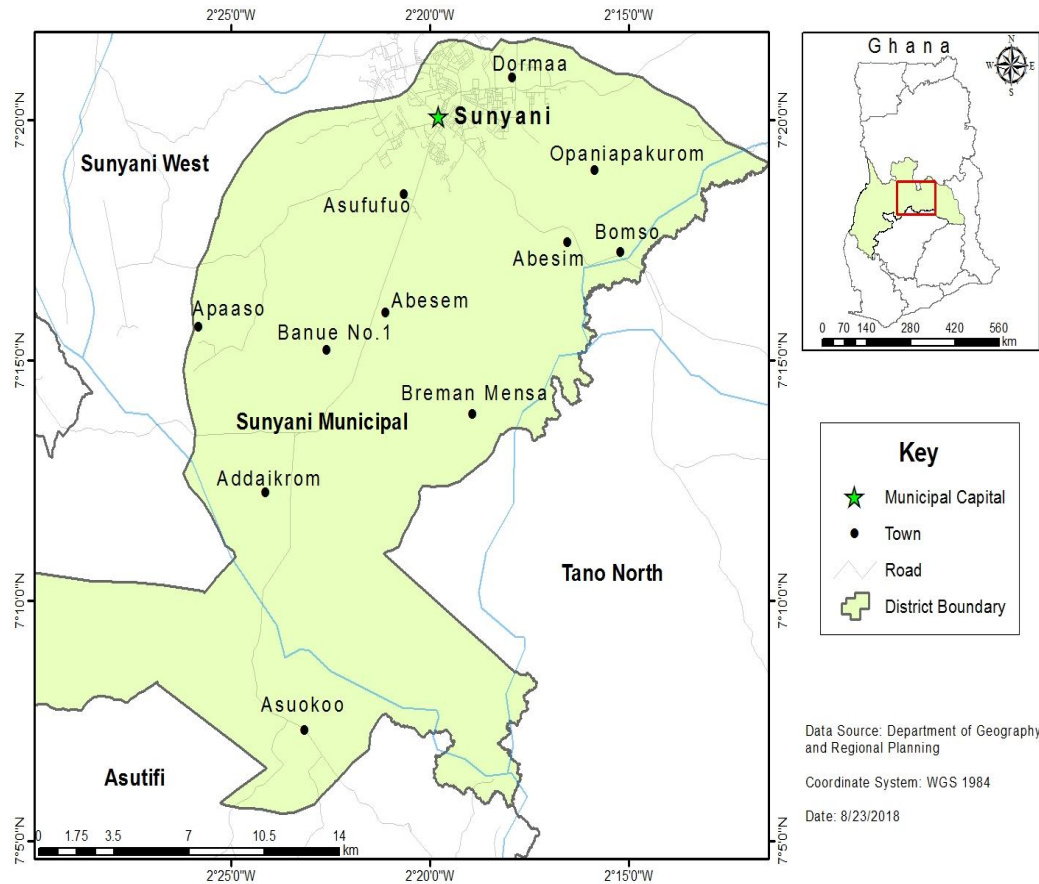 2°25'0"W
2°20'0"W
2°15'0"W
7°20'0"N
7°15'0"N
7°10'0"N
7°5'0"N
Dormaa
Sunyani
Sunyani West
Opaniapakurom
Asufufuo
Bomso
Abesim
Apaaso
Abesem
Banue No.1
Breman Mensa
Sunyani Municipal
Addaikrom
Tano North
Asuokoo
Asutifi
0 1.75 3.5 7 10.5 14
km
7°20'0"N
7°15'0"N
7°10'0"N
7°5'0"N
2°25'0"W
2°20'0"W
2°15'0"W
Ghana
N
W E
S
0 70 140 280 420 560
km
Key
Municipal Capital
Town
Road
District Boundary
Data Source: Department of Geography
and Regional Planning
Coordinate System: WGS 1984
Date: 8/23/2018